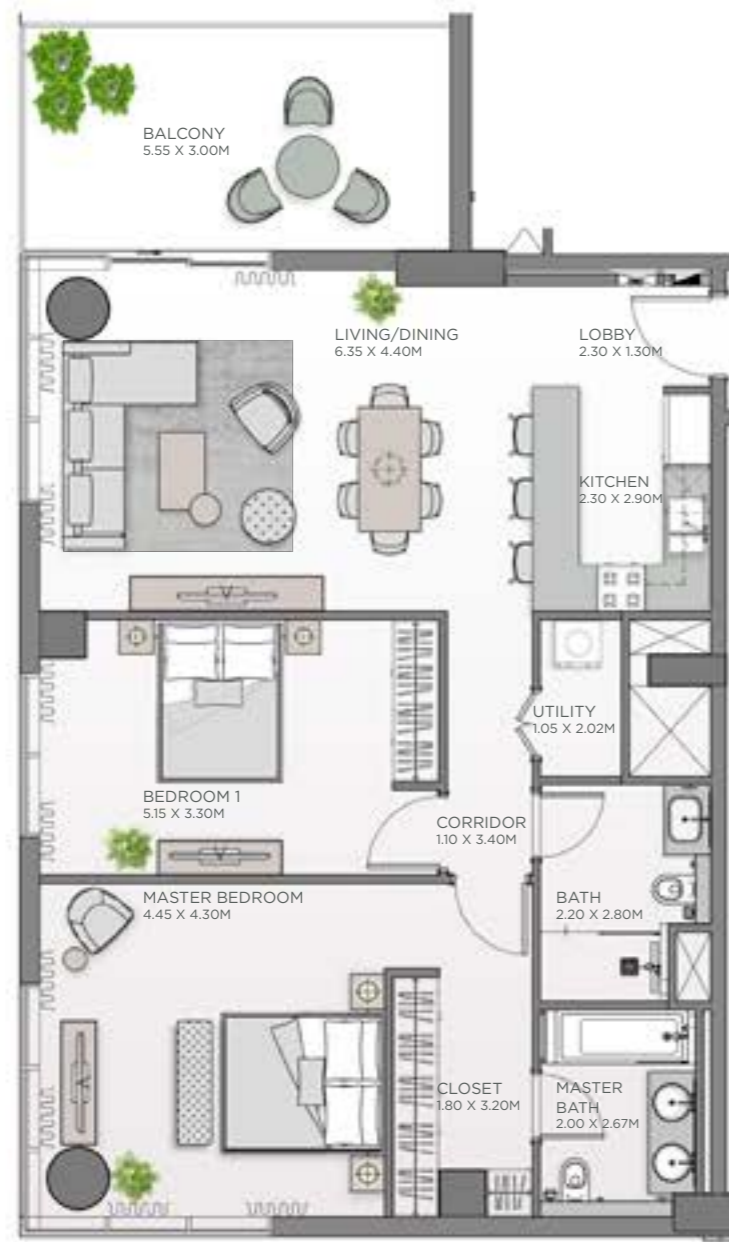 BALCONY
5.55 X 3.00M
LIVING/DINING
6.35 X 4.40M
LOBBY
2.30 X 1.30M
KITCHEN
2.30 X 2.90M
UTILITY
1.05 X 2.02M
BEDROOM 1
5.15 X 3.30M
CORRIDOR
1.10 X 3.40M
MASTER BEDROOM
4.45 X 4.30M
BATH
2.20 X 2.80M
CLOSET
1.80 X 3.20M
MASTER
BATH
2.00 X 2.67M